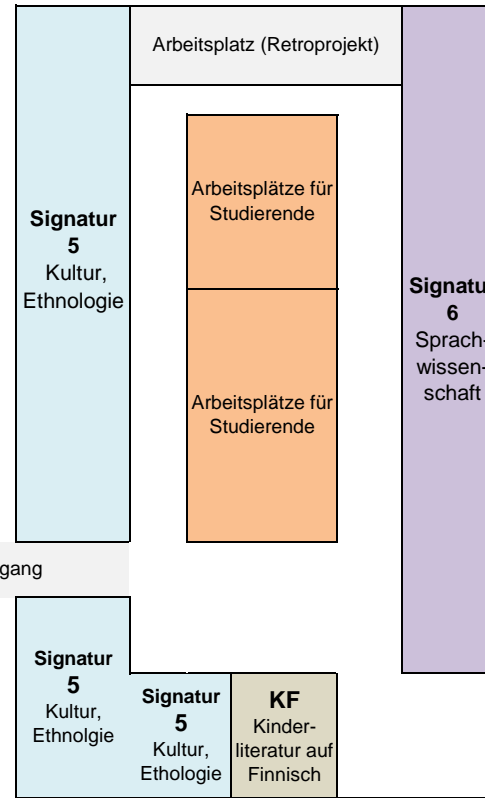 Arbeitsplatz (Retroprojekt)
Arbeitsplätze für
Studierende
Signatur
5
Kultur,
Ethnologie
Signatu
6
Sprach-
wissen-
schaft
Arbeitsplätze für
Studierende
gang
Signatur
5
Kultur,
Ethnolgie
Signatur
5
Kultur,
Ethologie
KF
Kinder-
literatur auf
Finnisch